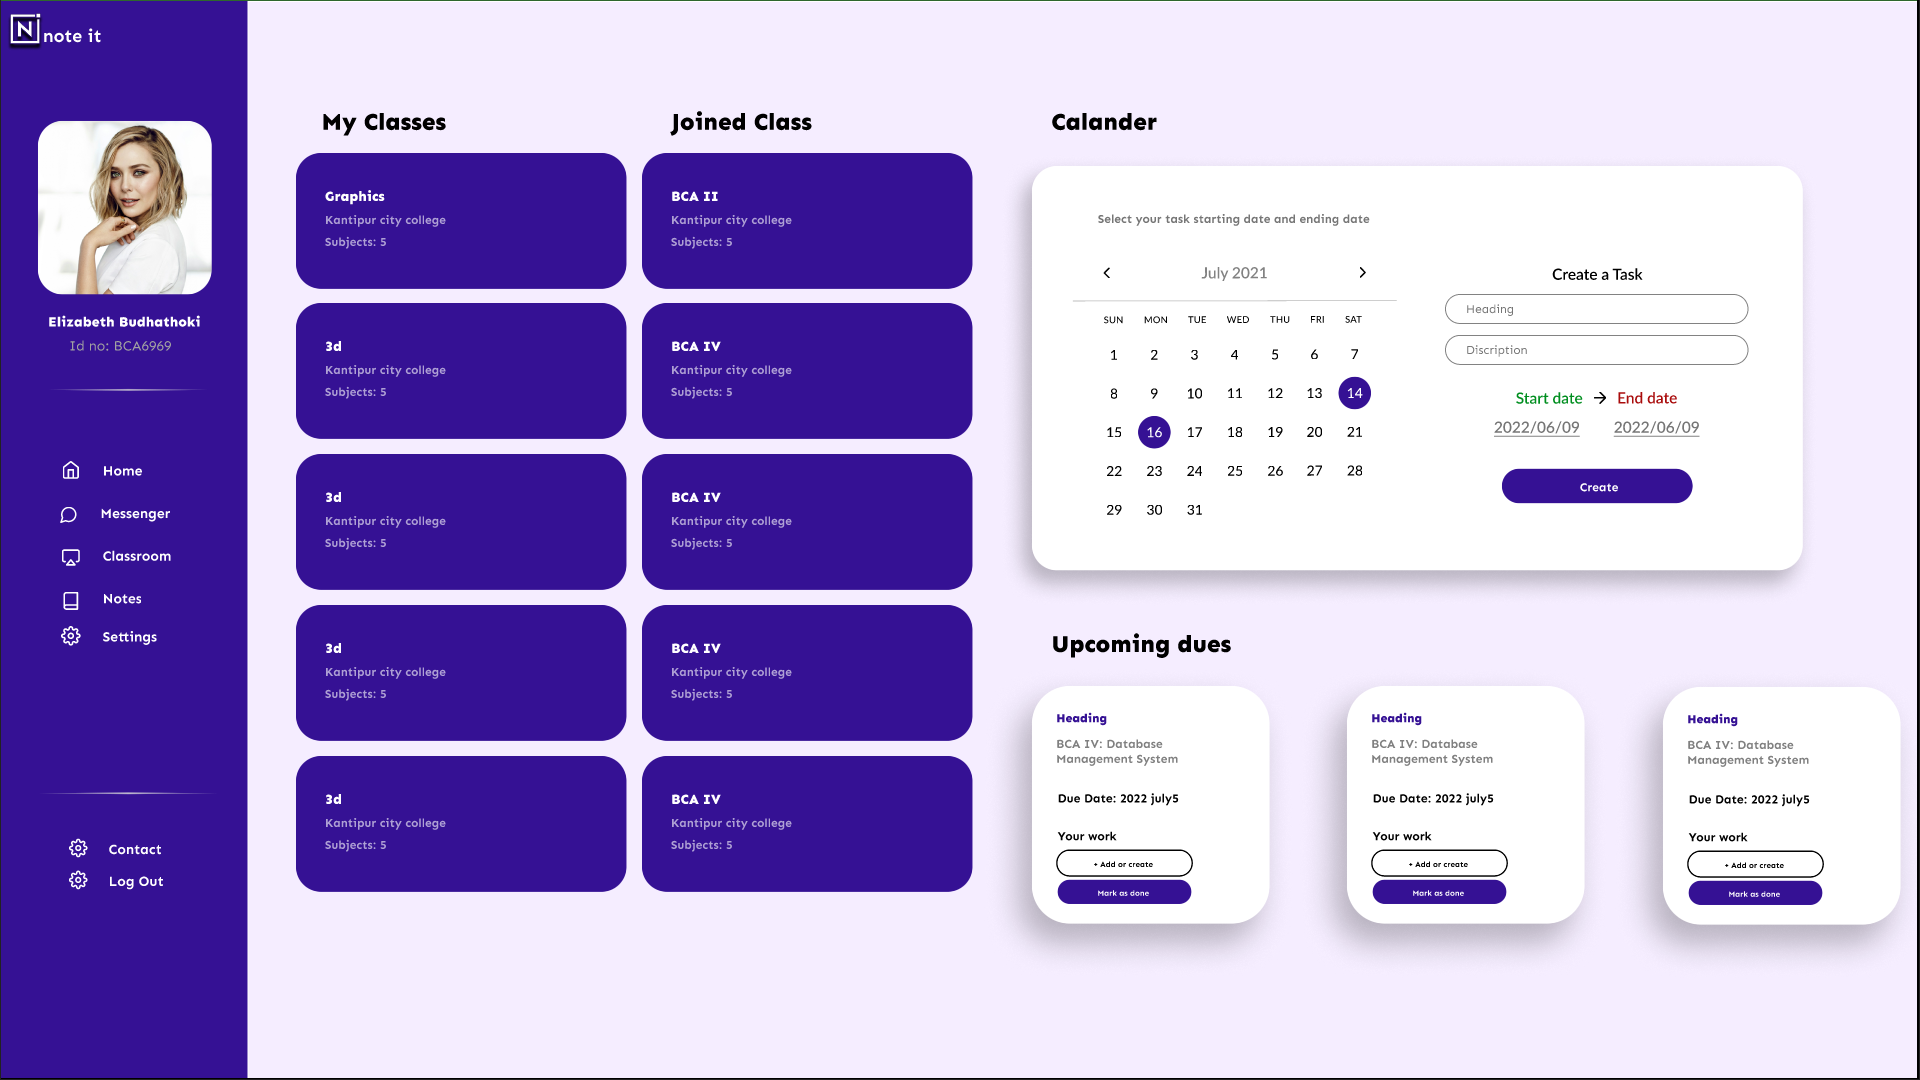 N note it
Elizabeth Budhathoki
Id no: BCA6969
Home
Messenger
Classroom
Notes
Settings
Contact
Log Out
My Classes
Graphics
Kantipur city college
Subjects: 5
3d
Kantipur city college
Subjects: 5
3d
Kantipur city college
Subjects: 5
3d
Kantipur city college
Subjects: 5
3d
Kantipur city college
Subjects: 5
Joined Class
BCA II
Kantipur city college
Subjects: 5
BCA IV
Kantipur city college
Subjects: 5
BCA IV
Kantipur city college
Subjects: 5
BCA IV
Kantipur city college
Subjects: 5
BCA IV
Kantipur city college
Subjects: 5
Calander
Select your task starting date and ending date
July 2021
SUN MON TUE WED THU FRI SAT
1 2 3 4 5 6 7
8 9 10 11 12 13 14
15 16 17 18 19 20 21
22 23 24 25 26 27 28
29 30 31
Create a Task
Heading
Discription
Start date → End date
2022/06/09 2022/06/09
Create
Upcoming dues
Heading
BCA IV: Database
Management System
Due Date: 2022 july5
Your work
+ Add or create
Mark as done
Heading
BCA IV: Database
Management System
Due Date: 2022 july5
Your work
+ Add or create
Mark as done
Heading
BCA IV: Database
Management System
Due Date: 2022 july5
Your work
+ Add or create
Mark as done